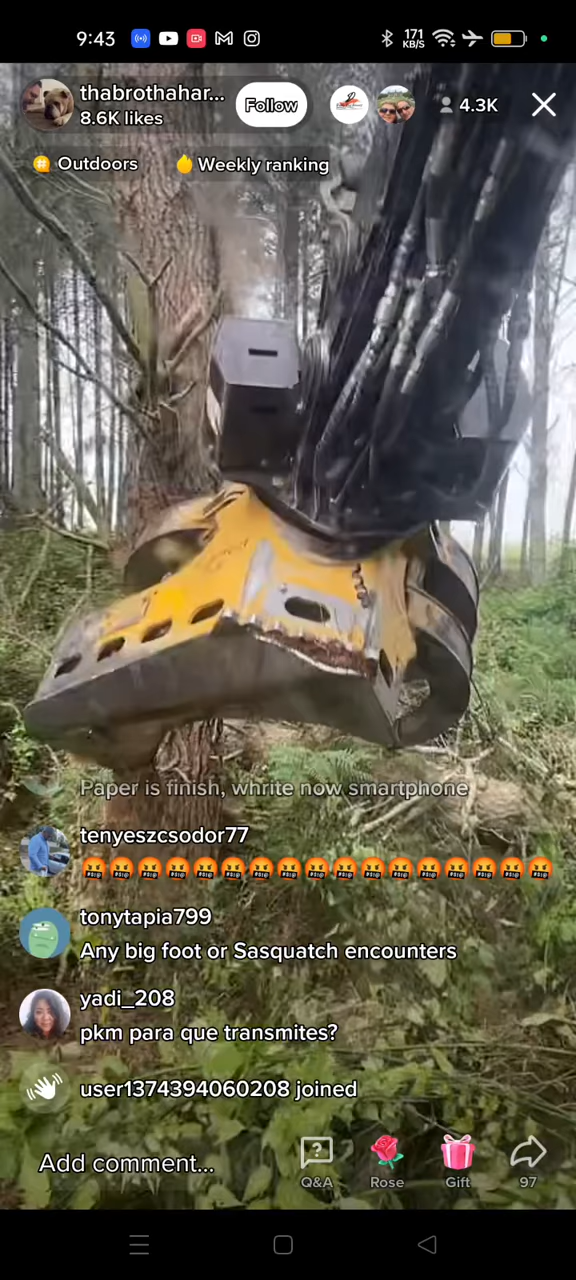 9:43
171
KB/S
thabrothahar...
8.6K likes
Follow
4.3K
Outdoors
Weekly ranking
Paper is finish, whrite now smartphone
tenyeszcsodor77
tonytapia799
Any big foot or Sasquatch encounters
yadi_208
pkm para que transmites?
user1374394060208 joined
Add comment...
Q&A
Rose
Gift
97